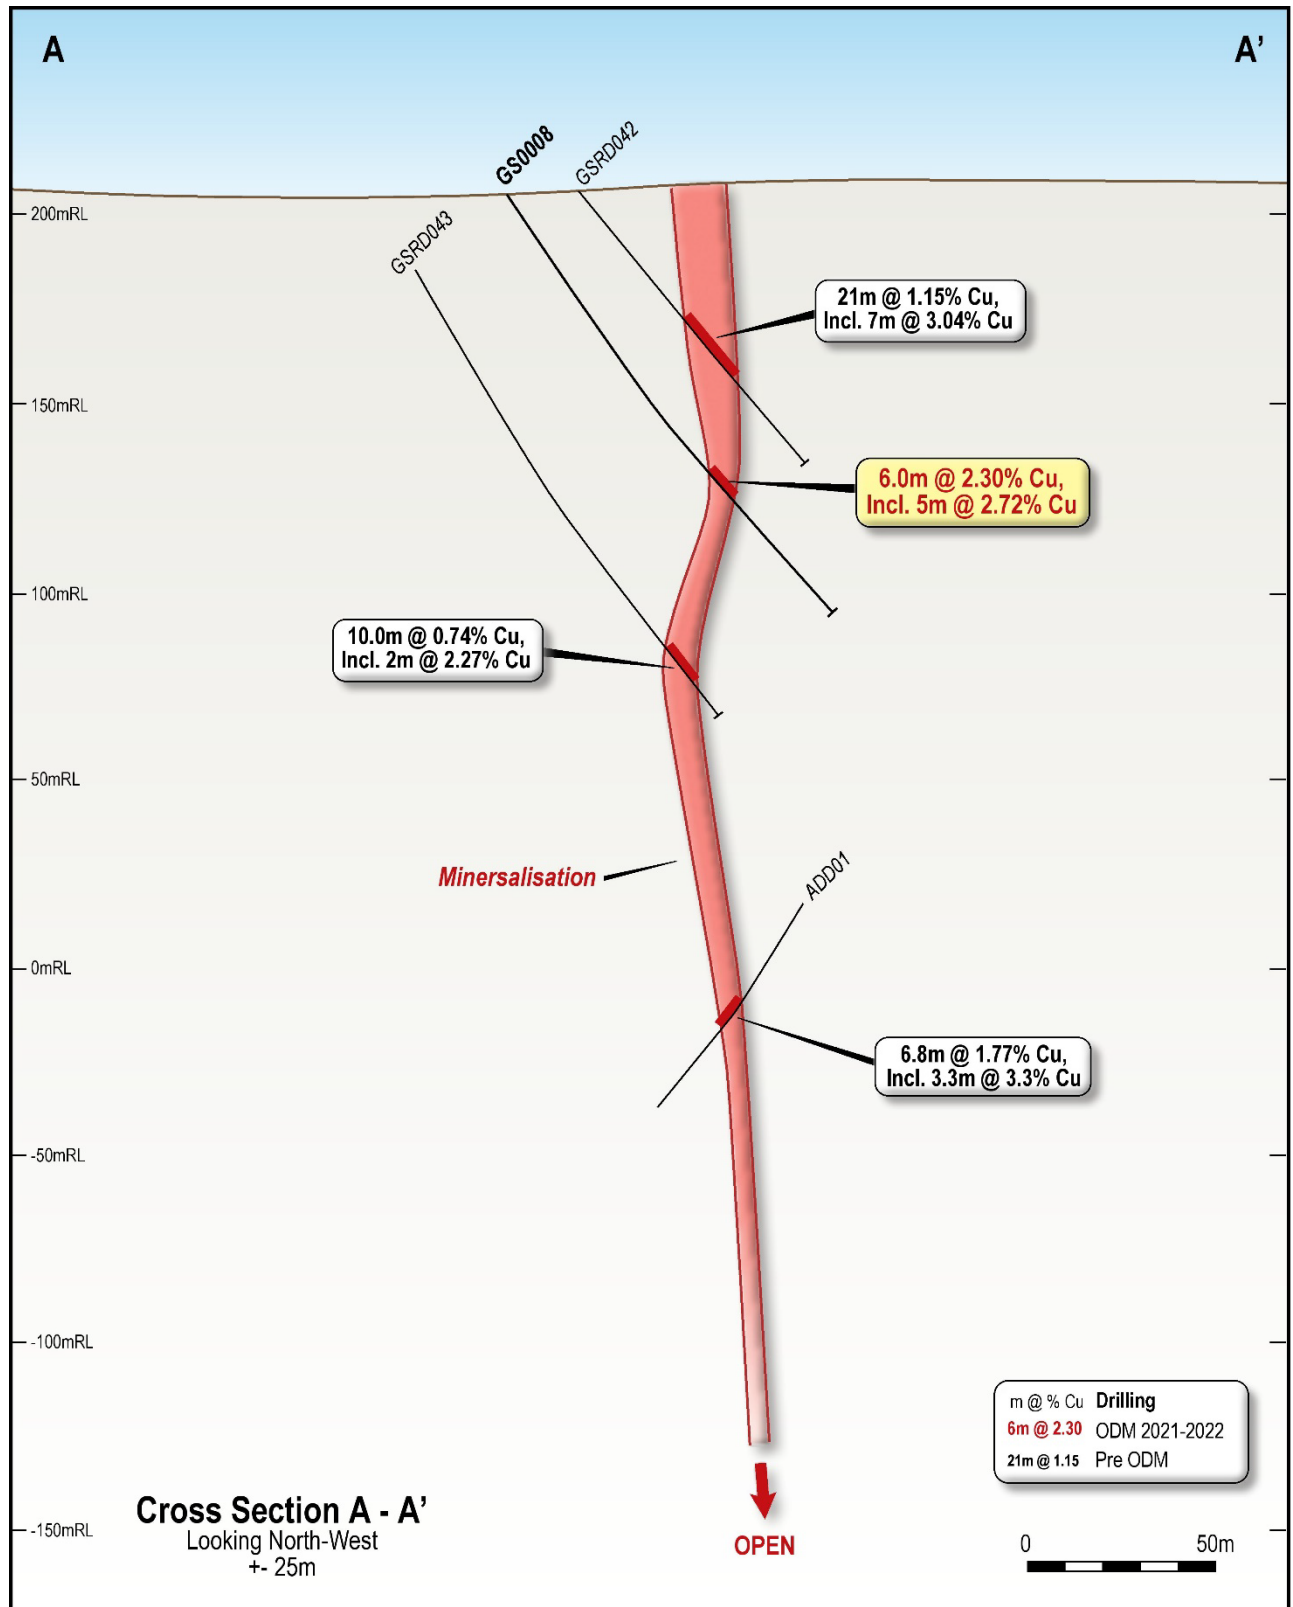 A
A’
GS0008
GSRD042
GSRD043
200mRL
21m @ 1.15% Cu,
Incl. 7m @ 3.04% Cu
150mRL
6.0m @ 2.30% Cu,
Incl. 5m @ 2.72% Cu
100mRL
10.0m @ 0.74% Cu,
Incl. 2m @ 2.27% Cu
50mRL
Minersalisation
ADD01
0mRL
6.8m @ 1.77% Cu,
Incl. 3.3m @ 3.3% Cu
-50mRL
-100mRL
m @ % Cu Drilling
6m @ 2.30 ODM 2021-2022
21m @ 1.15 Pre ODM
Cross Section A - A’
Looking North-West
+- 25m
-150mRL
OPEN
0 50m